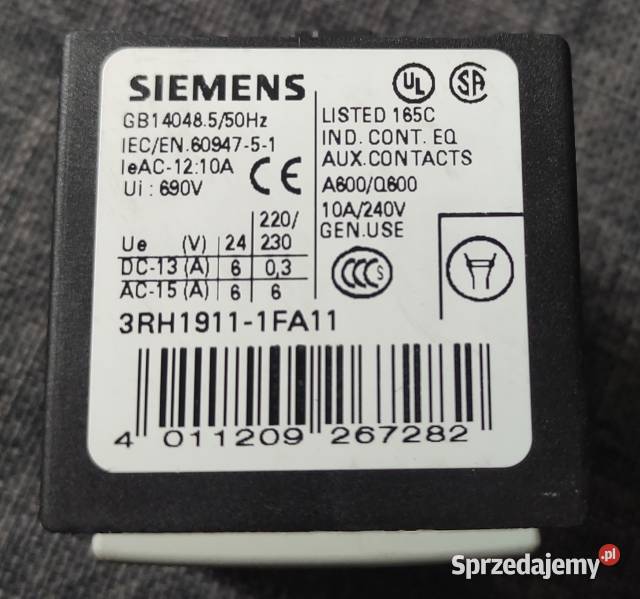 SIEMENS
GB14048.5/50Hz
IEC/EN.60947-5-1
IeAC-12:10A
Ui : 690V
CE
UL
SA
LISTED 165C
IND. CONT. EQ
AUX.CONTACTS
A600/Q600
10A/240V
GEN.USE
CCC S
Ue (V) 24 220/230
DC-13 (A) 6 0,3
AC-15 (A) 6 6
3RH1911-1FA11
4 011209 267282
Sprzedajemy.pl